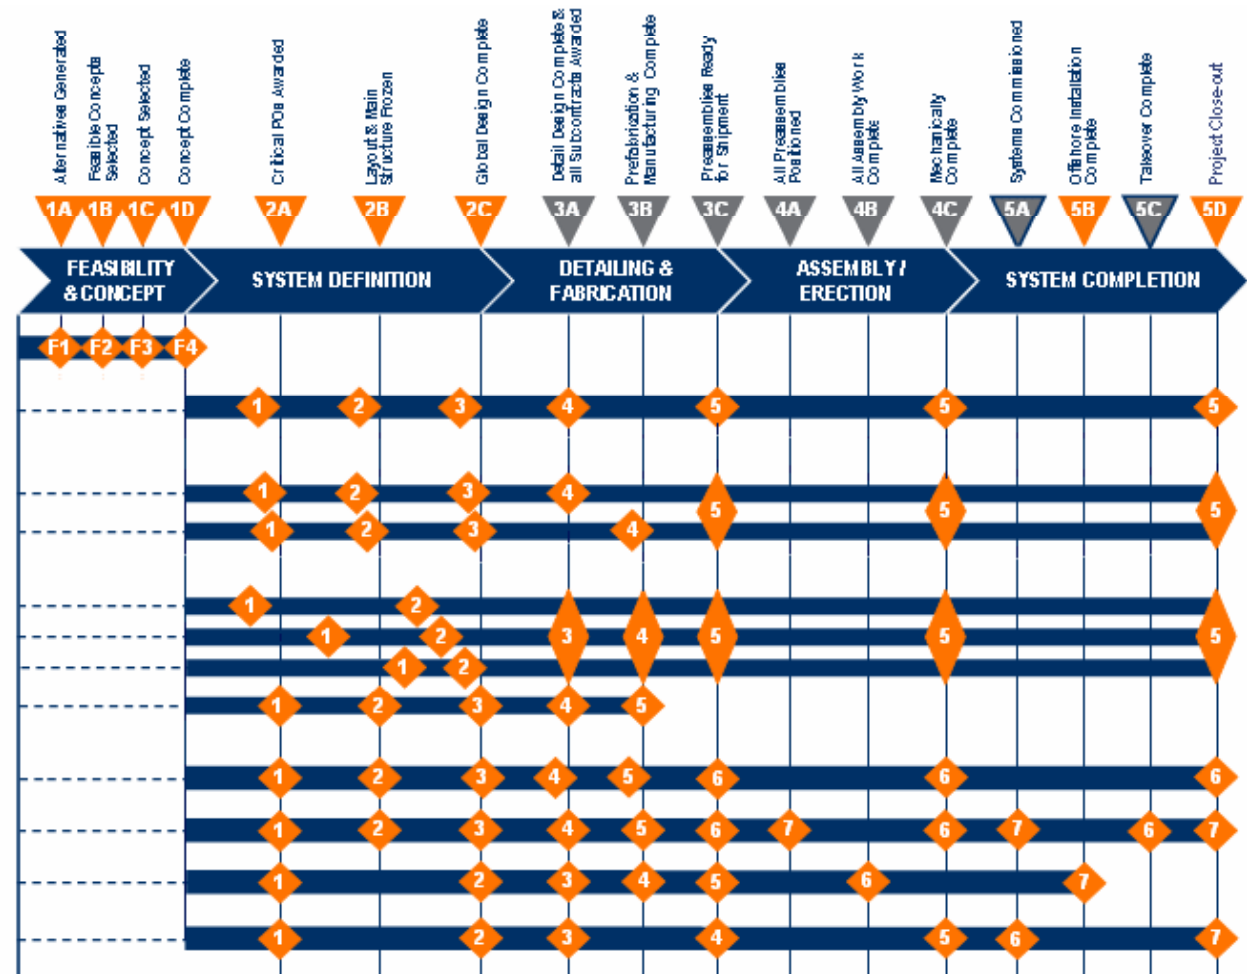 Alternatives Generated
Feasible Concepts
Selected
Concept Selected
Concept Complete
Critical POs Awarded
Layout & Main
Structure Frozen
Global Design Complete
Detail Design Complete &
all Subcontracts Awarded
Prefabrication &
Manufacturing Complete
Preassemblies Ready
for Shipment
All Preassemblies
Positioned
All Assembly Work
Complete
Mechanically
Complete
Systems Commissioned
Offshore Installation
Complete
Takeover Complete
Project Close-out
1A 1B 1C 1D 2A 2B 2C 3A 3B 3C 4A 4B 4C 5A 5B 5C 5D
FEASIBILITY
& CONCEPT
SYSTEM DEFINITION
DETAILING &
FABRICATION
ASSEMBLY /
ERECTION
SYSTEM COMPLETION
F1 F2 F3 F4
1 2 3 4 5 5 5
1 2 3 4
5 5 5
1 2 3 4
1 2
1 2 3 4 5 5 5
1 2
1 2 3 4 5
1 2 3 4 5 6 6 6
1 2 3 4 5 6 7 6 7 6 7
1 2 3 4 5 6 7
1 2 3 4 5 6 7